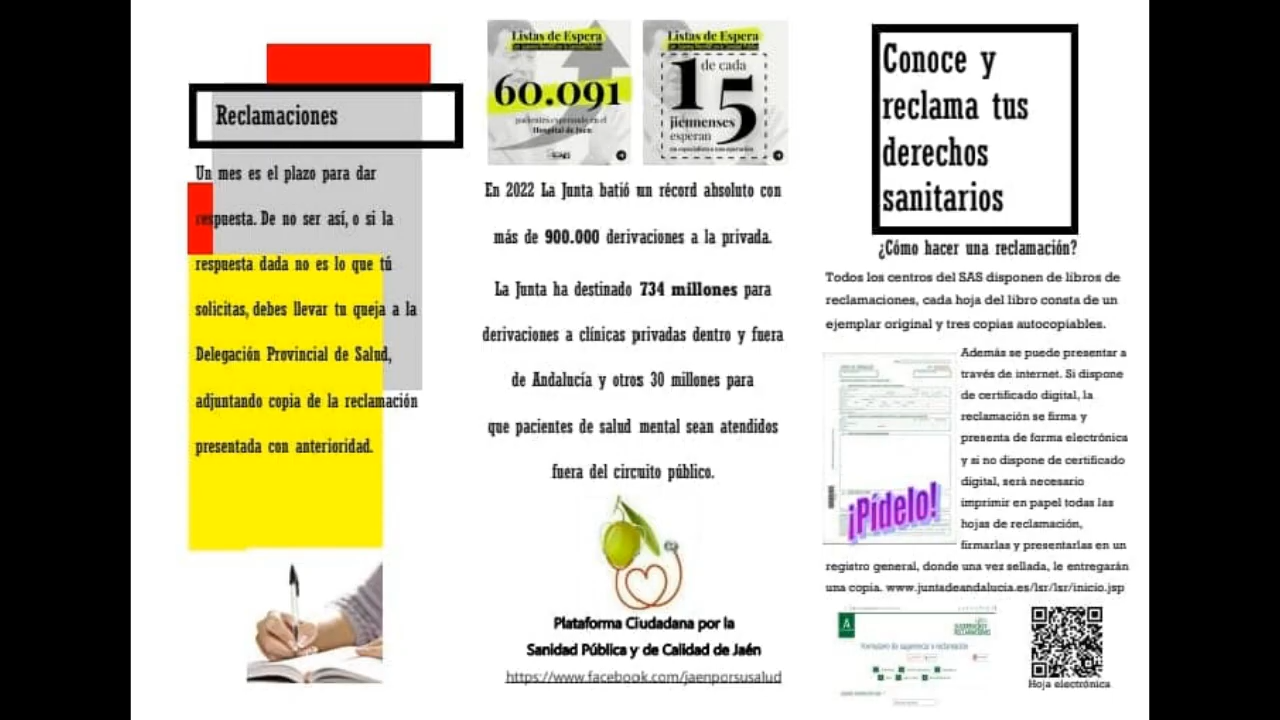 Reclamaciones
Un mes es el plazo para dar
respuesta. De no ser así, o si la
respuesta dada no es lo que tú
solicitas, debes llevar tu queja a la
Delegación Provincial de Salud,
adjuntando copia de la reclamación
presentada con anterioridad.
Listas de Espera
60.091
pacientes esperando en el
Hospital de Jaén
Listas de Espera
1 de cada
15
jiennenses
esperan
un especialista o una operación
En 2022 La Junta batió un récord absoluto con
más de 900.000 derivaciones a la privada.
La Junta ha destinado 734 millones para
derivaciones a clínicas privadas dentro y fuera
de Andalucía y otros 30 millones para
que pacientes de salud mental sean atendidos
fuera del circuito público.
Plataforma Ciudadana por la
Sanidad Pública y de Calidad de Jaén
https://www.facebook.com/jaenporsusalud
Conoce y
reclama tus
derechos
sanitarios
¿Cómo hacer una reclamación?
Todos los centros del SAS disponen de libros de
reclamaciones, cada hoja del libro consta de un
ejemplar original y tres copias autocopiables.
Además se puede presentar a
través de internet. Si dispone
de certificado digital, la
reclamación se firma y
presenta de forma electrónica
y si no dispone de certificado
digital, será necesario
imprimir en papel todas las
hojas de reclamación,
firmarlas y presentarlas en un
registro general, donde una vez sellada, le entregarán
una copia. www.juntadeandalucia.es/lsr/lsr/inicio.jsp
¡Pídelo!
Formulario de sugerencia o reclamación
Hoja electrónica